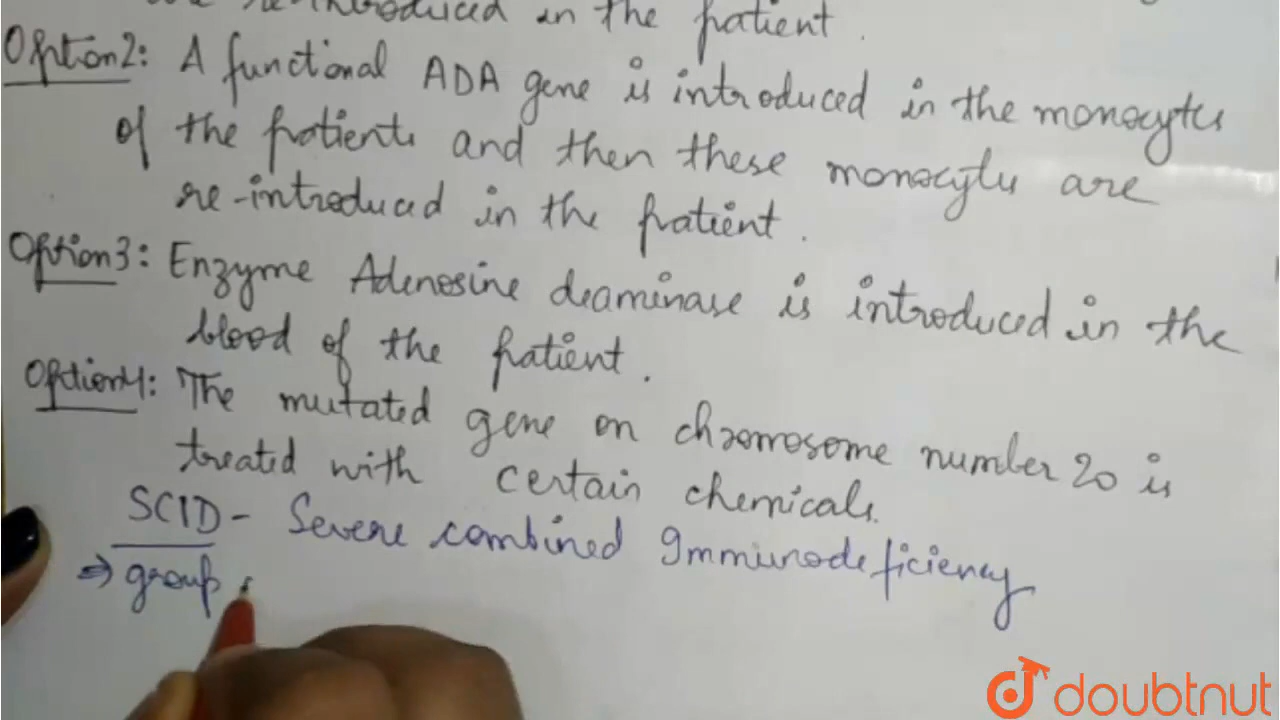 are re-introduced in the patient.
Option2: A functional ADA gene is introduced in the monocytes
of the patients and then these monocytes are
re-introduced in the patient.
Option3: Enzyme Adenosine deaminase is introduced in the
blood of the patient.
Option4: The mutated gene on chromosome number 20 is
treated with certain chemicals.
SCID - Severe combined Immunodeficiency
⇒ group
doubtnut